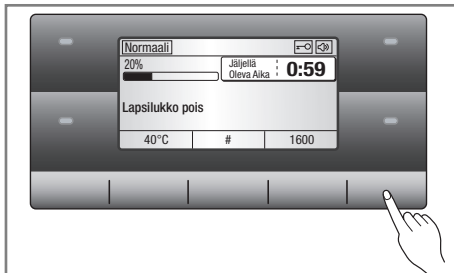 Normaali
20%
Jäljellä
Oleva Aika
0:59
Lapsilukko pois
40°C # 1600